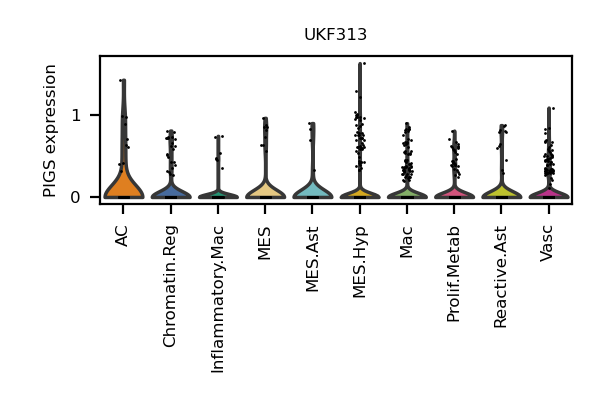 UKF313
PIGS expression
1
0
AC
Chromatin.Reg
Inflammatory.Mac
MES
MES.Ast
MES.Hyp
Mac
Prolif.Metab
Reactive.Ast
Vasc